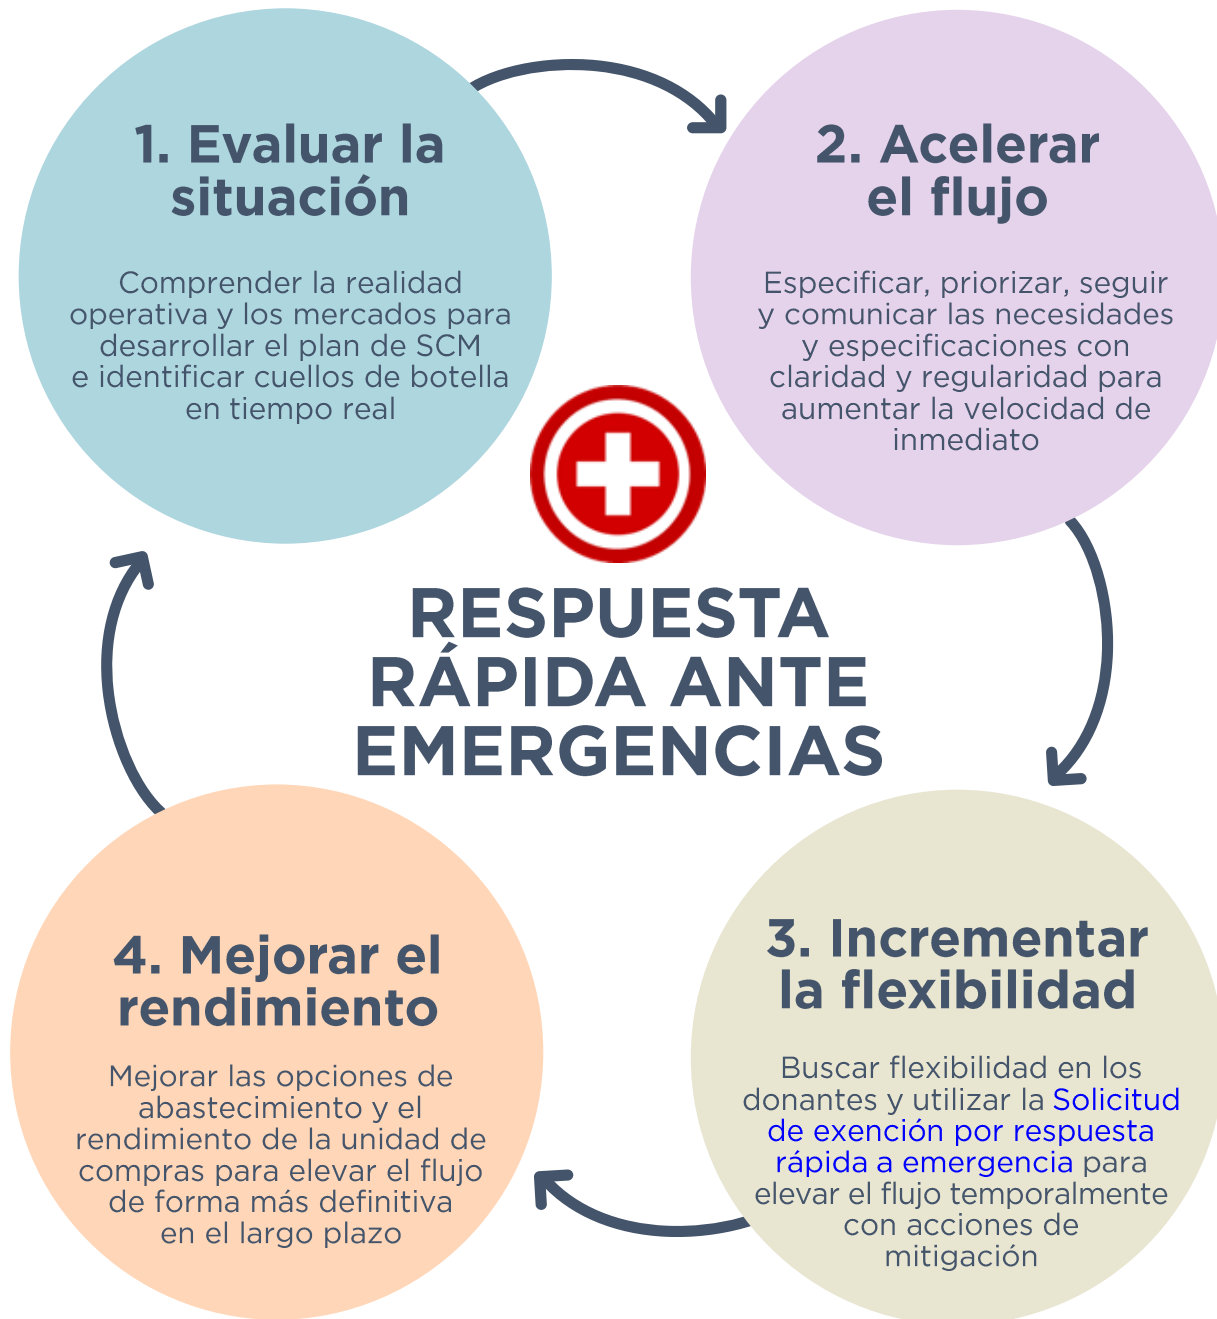 1. Evaluar la
situación
Comprender la realidad
operativa y los mercados para
desarrollar el plan de SCM
e identificar cuellos de botella
en tiempo real
2. Acelerar
el flujo
Especificar, priorizar, seguir
y comunicar las necesidades
y especificaciones con
claridad y regularidad para
aumentar la velocidad de
inmediato
RESPUESTA
RÁPIDA ANTE
EMERGENCIAS
3. Incrementar
la flexibilidad
Buscar flexibilidad en los
donantes y utilizar la Solicitud
de exención por respuesta
rápida a emergencia para
elevar el flujo temporalmente
con acciones de
mitigación
4. Mejorar el
rendimiento
Mejorar las opciones de
abastecimiento y el
rendimiento de la unidad de
compras para elevar el flujo
de forma más definitiva
en el largo plazo